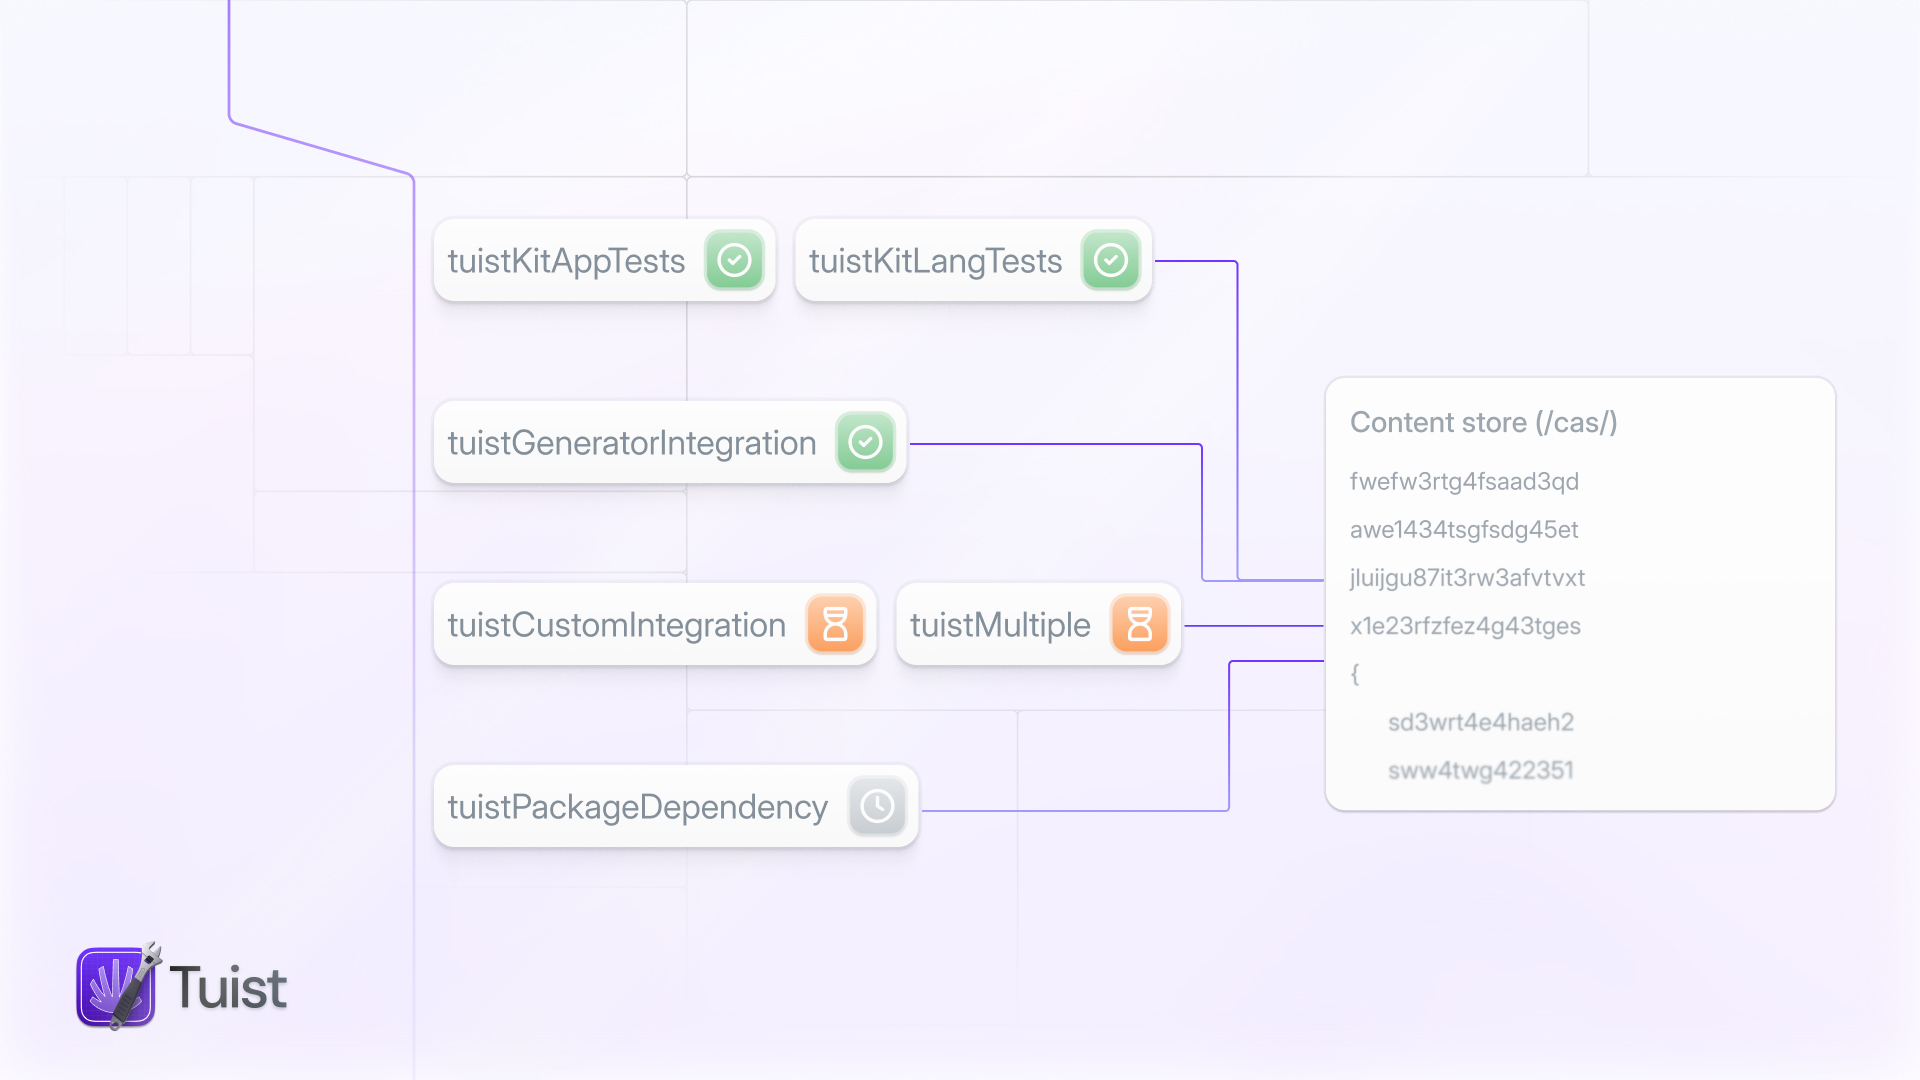 tuistKitAppTests
tuistKitLangTests
tuistGeneratorIntegration
tuistCustomIntegration
tuistMultiple
tuistPackageDependency
Content store (/cas/)
fwefw3rtg4fsaad3qd
awe1434tsgfsdg45et
jluijgu87it3rw3afvtvxt
x1e23rfzfez4g43tges
{
sd3wrt4e4haeh2
sww4twg422351
Tuist